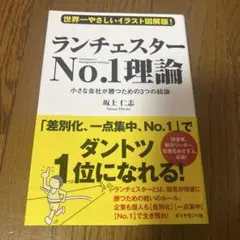 世界一やさしいイラスト図解版!
ランチェスター
No.1理論
小さな会社が勝つための3つの結論
坂上 仁志
「差別化、一点集中、No.1」で
ダントツ
1位になれる!
ランチェスターとは、弱者が強者に
勝つための戦いのルール。
企業も個人も【差別化】【一点集中】
【No.1】で生き残れ!
ダイヤモンド社